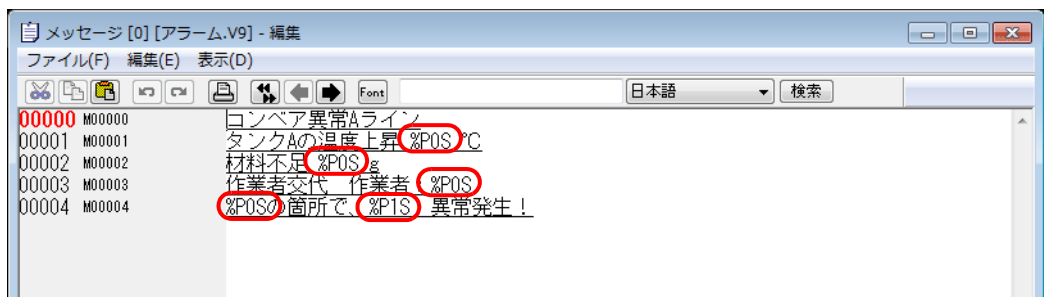 メッセージ [0] [アラーム.V9] - 編集
ファイル(F) 編集(E) 表示(D)
Font 日本語 検索
00000 M00000 コンベア異常Aライン
00001 M00001 タンクAの温度上昇 %P0S ℃
00002 M00002 材料不足 %P0S g
00003 M00003 作業者交代 作業者 : %P0S
00004 M00004 %P0Sの箇所で、%P1S 異常発生！